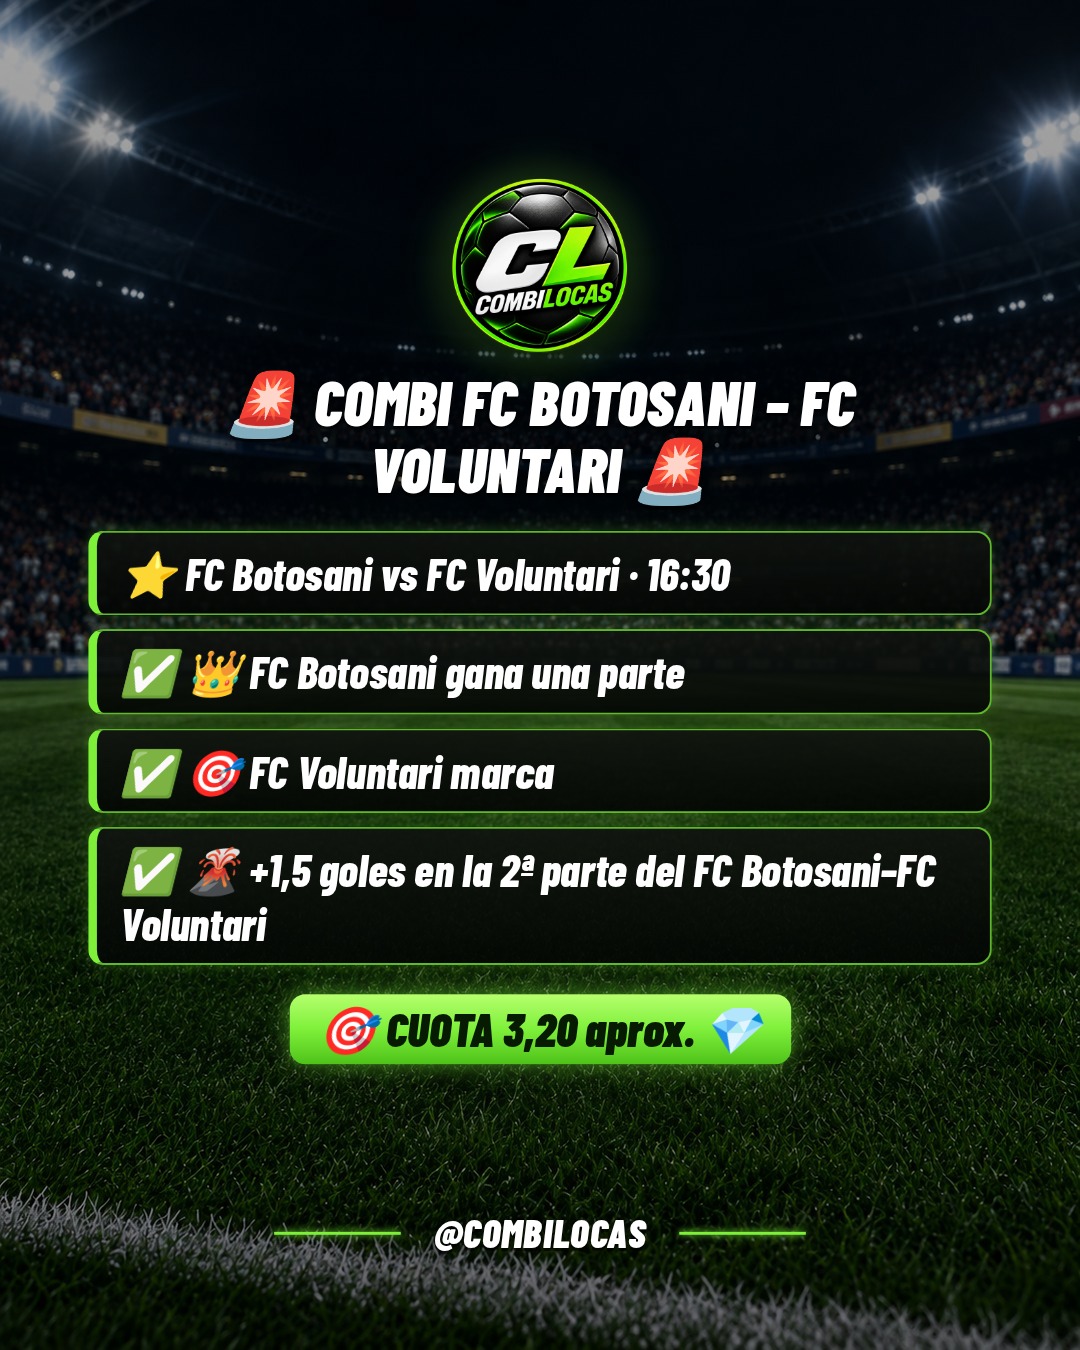 CL
COMBILOCAS
🚨 COMBI FC BOTOSANI - FC
VOLUNTARI 🚨
⭐ FC Botosani vs FC Voluntari · 16:30
✅ 👑 FC Botosani gana una parte
✅ 🎯 FC Voluntari marca
✅ 🌋 +1,5 goles en la 2ª parte del FC Botosani-FC
Voluntari
🎯 CUOTA 3,20 aprox. 💎
@COMBILOCAS